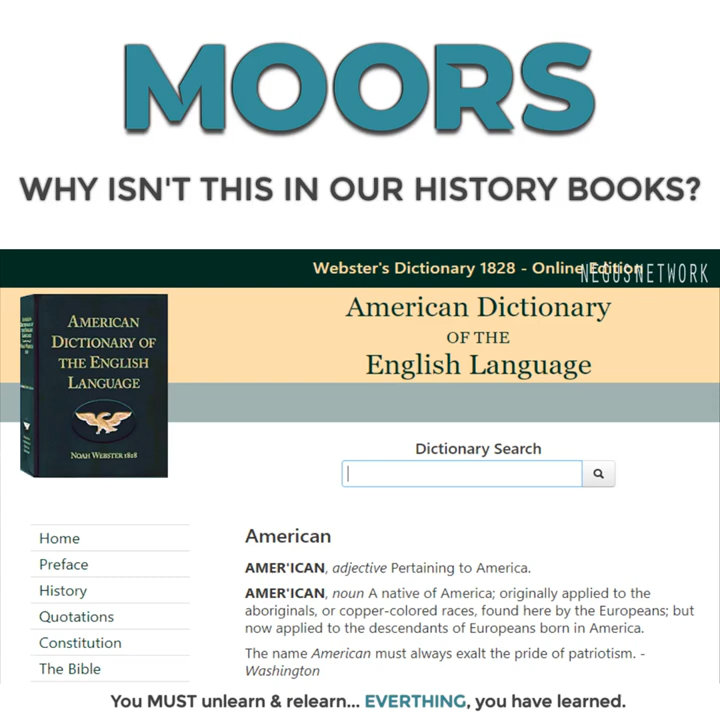 MOORS
WHY ISN'T THIS IN OUR HISTORY BOOKS?
Webster's Dictionary 1828 - Online Edition
NEGUSNETWORK
American Dictionary
OF THE
English Language
AMERICAN
DICTIONARY OF
THE ENGLISH
LANGUAGE
NOAH WEBSTER 1828
Dictionary Search
Home
Preface
History
Quotations
Constitution
The Bible
American
AMER'ICAN, adjective Pertaining to America.
AMER'ICAN, noun A native of America; originally applied to the
aboriginals, or copper-colored races, found here by the Europeans; but
now applied to the descendants of Europeans born in America.
The name American must always exalt the pride of patriotism. -
Washington
You MUST unlearn & relearn... EVERTHING, you have learned.